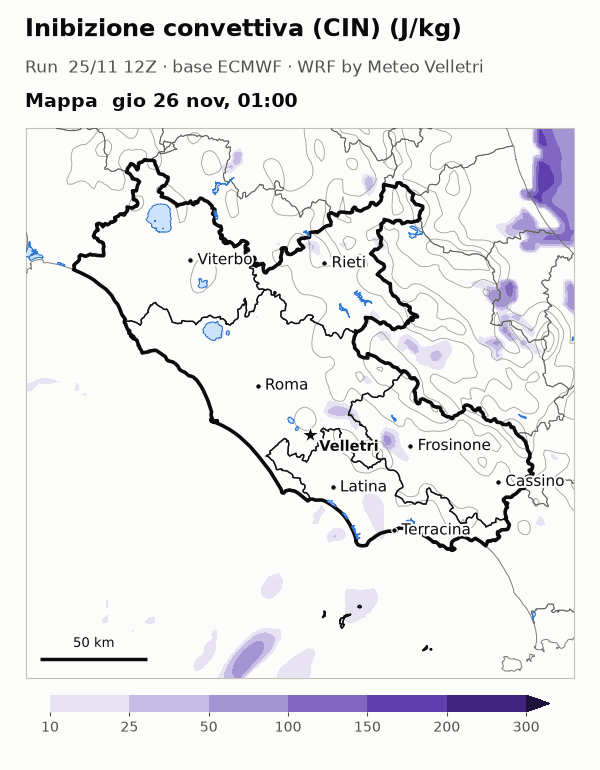 Inibizione convettiva (CIN) (J/kg)
Run  25/11 12Z · base ECMWF · WRF by Meteo Velletri
Mappa  gio 26 nov, 01:00
Viterbo
Rieti
Roma
Velletri
Frosinone
Cassino
Latina
Terracina
50 km
10 25 50 100 150 200 300